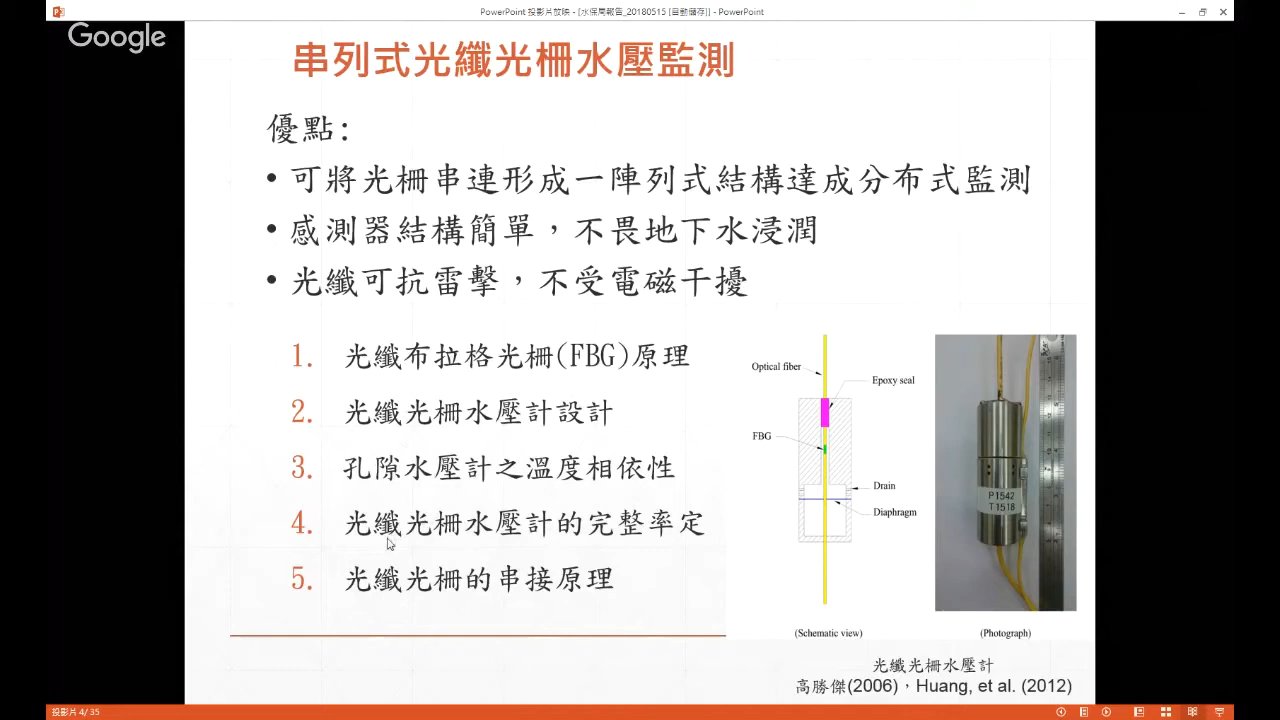 PowerPoint 投影片放映 - [水保局報告_20180515 [自動儲存]] - PowerPoint
Google
串列式光纖光柵水壓監測
優點:
• 可將光柵串連形成一陣列式結構達成分布式監測
• 感測器結構簡單，不畏地下水浸潤
• 光纖可抗雷擊，不受電磁干擾
1. 光纖布拉格光柵(FBG)原理
2. 光纖光柵水壓計設計
3. 孔隙水壓計之溫度相依性
4. 光纖光柵水壓計的完整率定
5. 光纖光柵的串接原理
Optical fiber
Epoxy seal
FBG
Drain
Diaphragm
(Schematic view)
P1542
T1518
(Photograph)
光纖光柵水壓計
高勝傑(2006)，Huang, et al. (2012)
投影片 4/ 35